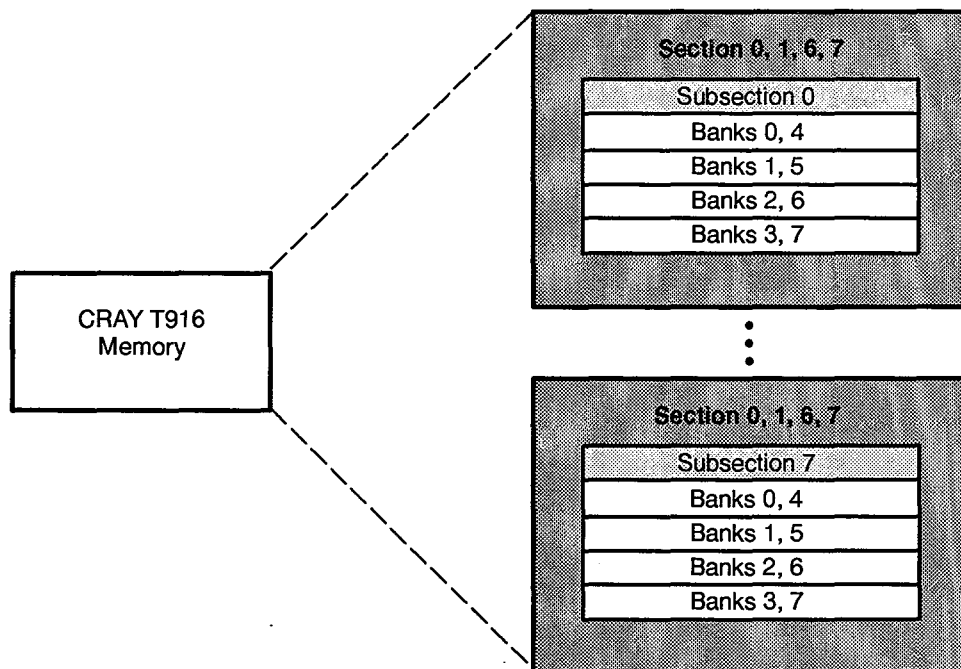 Section 0, 1, 6, 7
Subsection 0
Banks 0, 4
Banks 1, 5
Banks 2, 6
Banks 3, 7
CRAY T916
Memory
Section 0, 1, 6, 7
Subsection 7
Banks 0, 4
Banks 1, 5
Banks 2, 6
Banks 3, 7